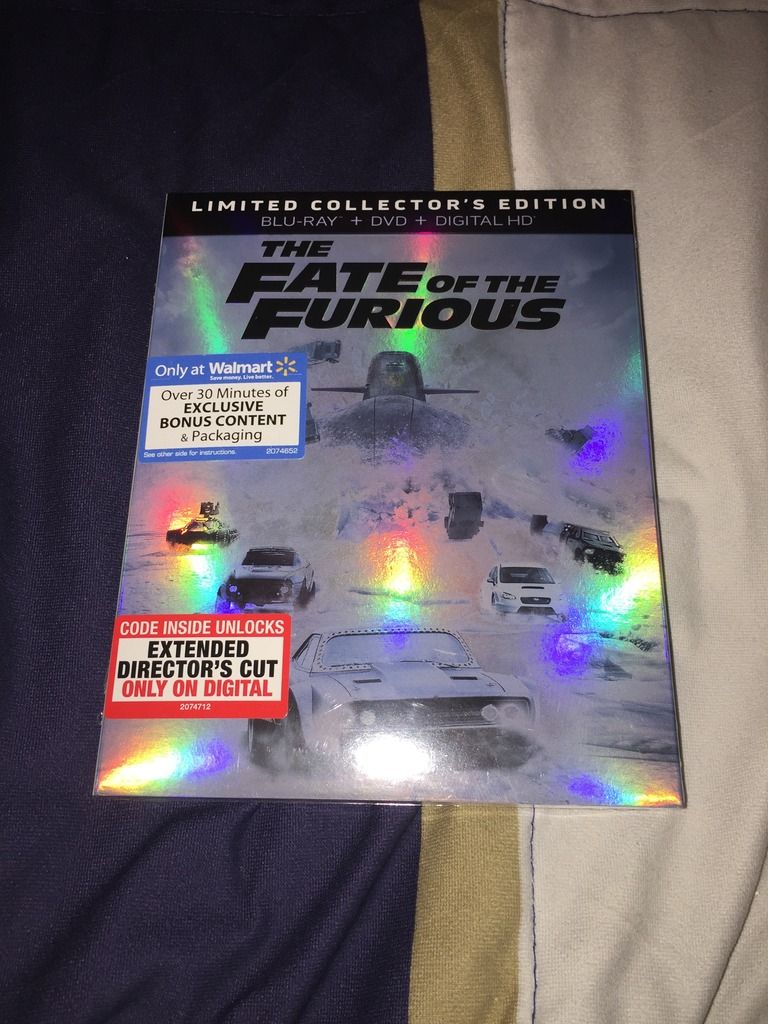 LIMITED COLLECTOR'S EDITION
BLU-RAY™ + DVD + DIGITAL HD™
THE
FATE OF THE
FURIOUS
Only at Walmart
Save money. Live better.
Over 30 Minutes of
EXCLUSIVE
BONUS CONTENT
& Packaging
See other side for instructions. 2074652
CODE INSIDE UNLOCKS
EXTENDED
DIRECTOR'S CUT
ONLY ON DIGITAL
2074712